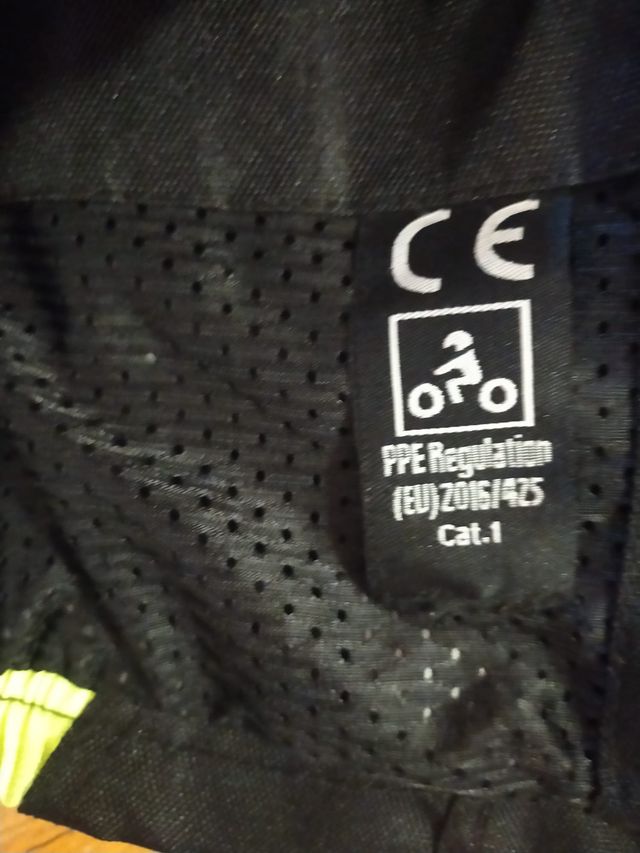 CE
PPE Regulation
(EU)2016/425
Cat.1